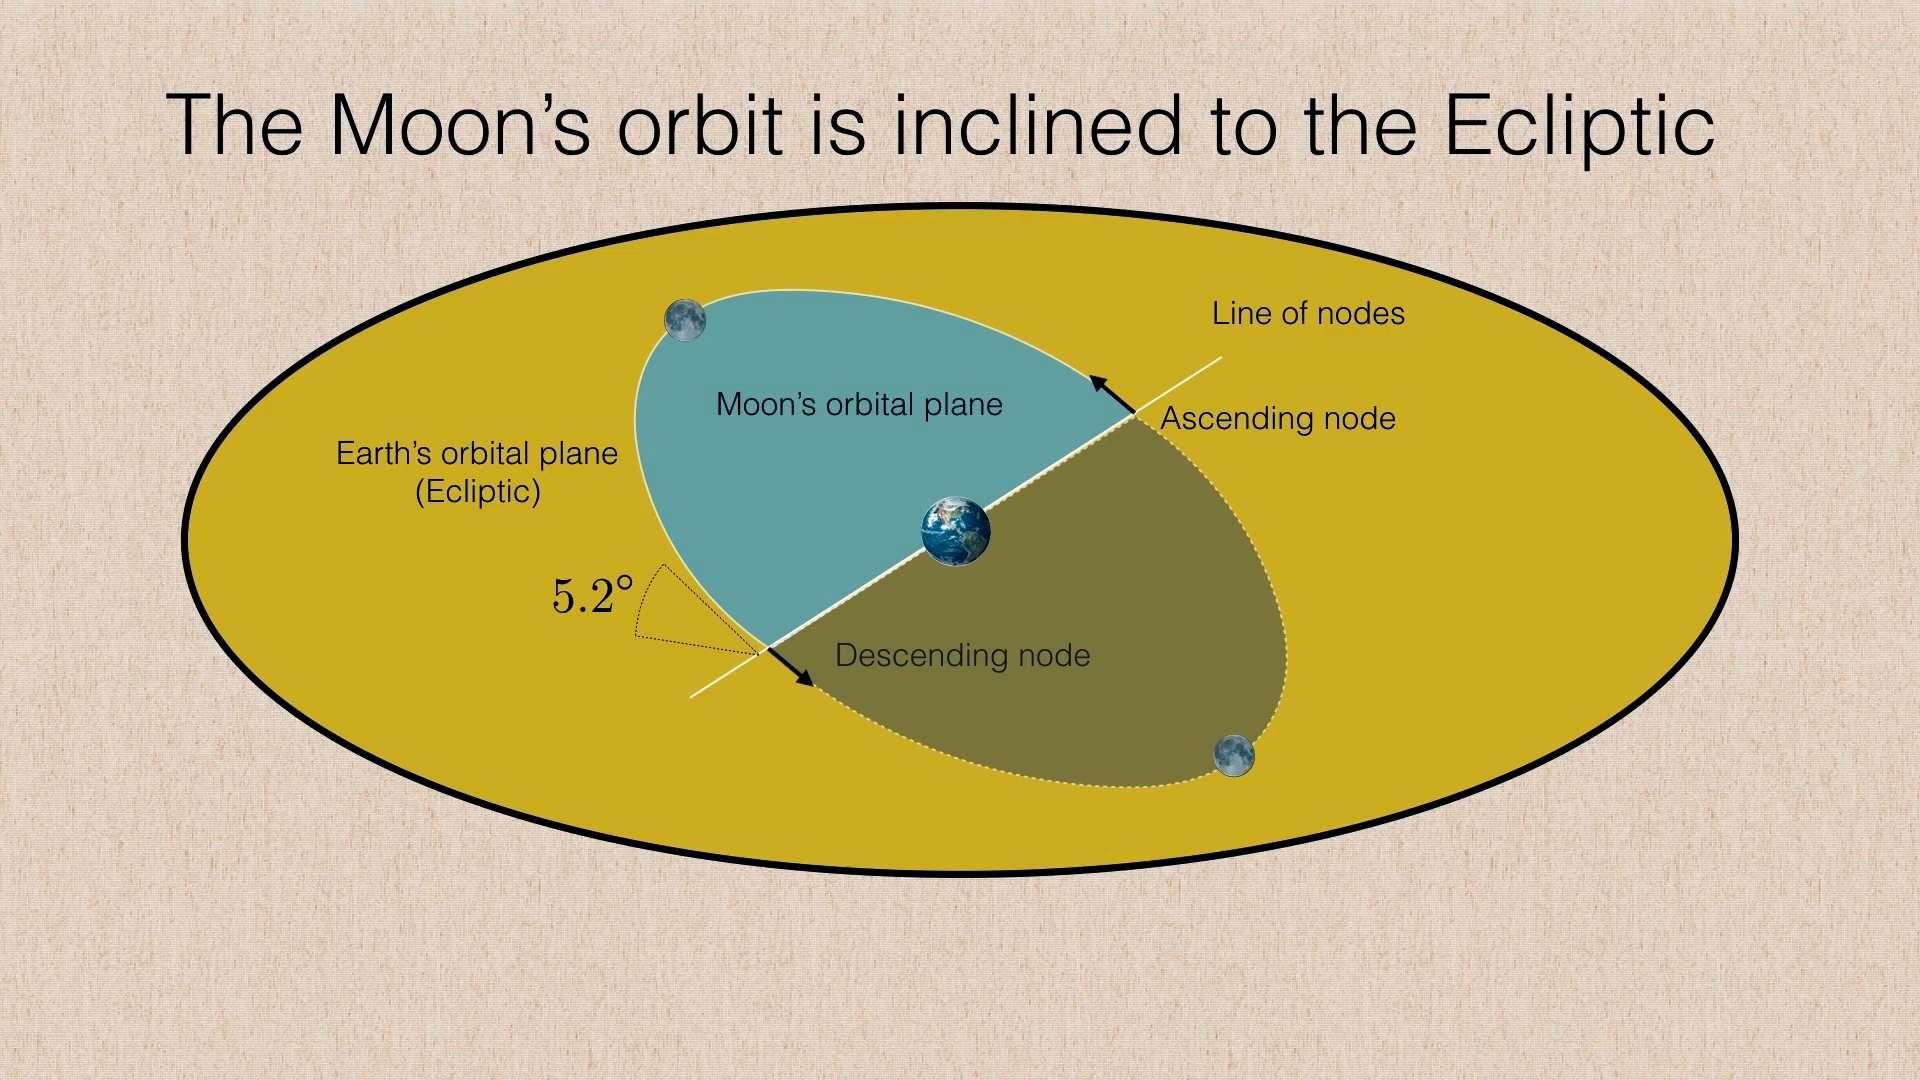 The Moon’s orbit is inclined to the Ecliptic
Line of nodes
Moon’s orbital plane
Ascending node
Earth’s orbital plane
(Ecliptic)
5.2°
Descending node